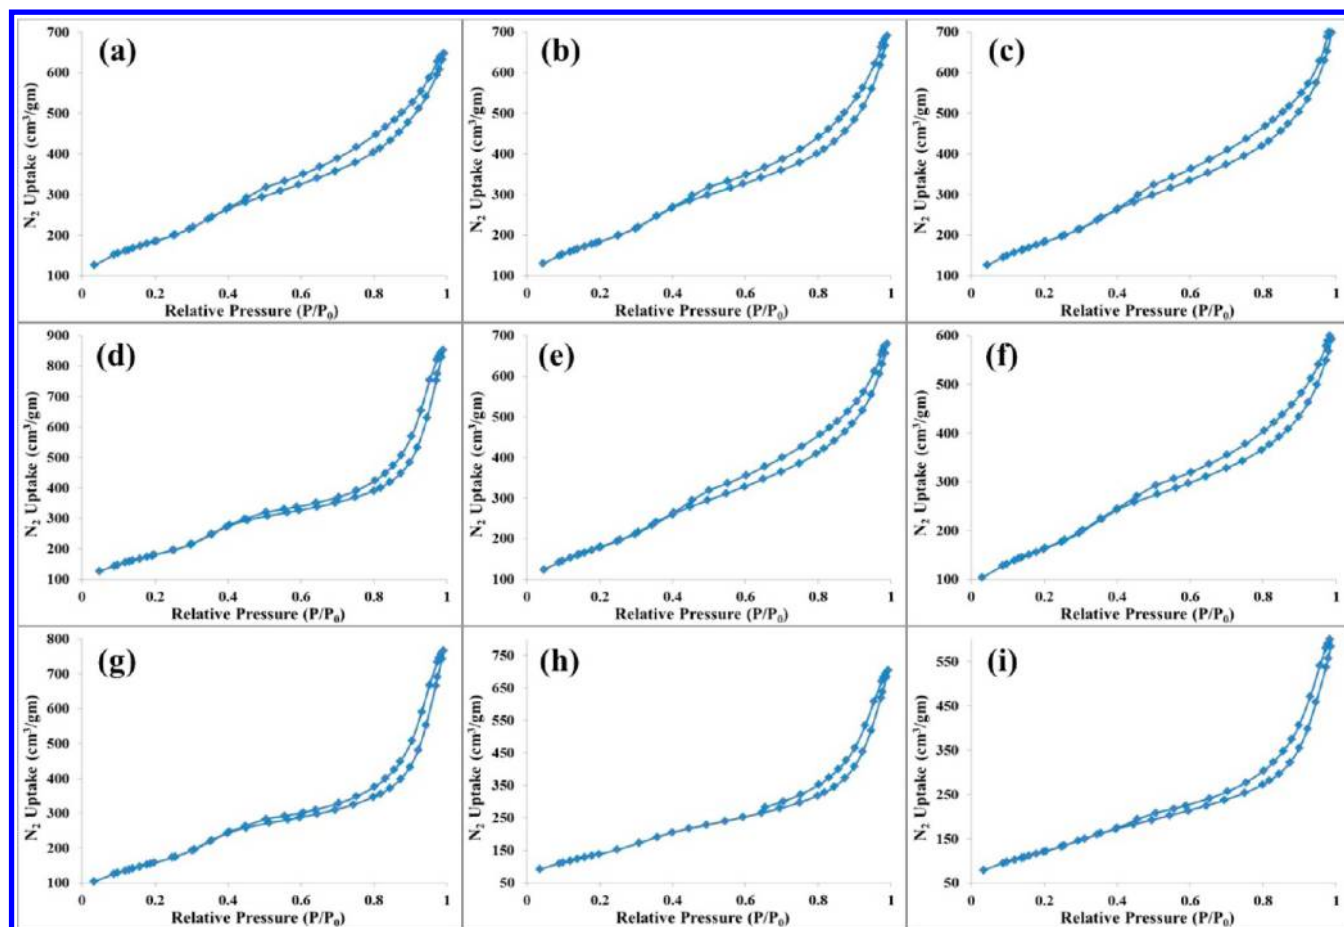 (a)
N₂ Uptake (cm³/gm)
700
600
500
400
300
200
100
0 0.2 0.4 0.6 0.8 1
Relative Pressure (P/P₀)
(b)
N₂ Uptake (cm³/gm)
700
600
500
400
300
200
100
0 0.2 0.4 0.6 0.8 1
Relative Pressure (P/P₀)
(c)
N₂ Uptake (cm³/gm)
700
600
500
400
300
200
100
0 0.2 0.4 0.6 0.8 1
Relative Pressure (P/P₀)
(d)
N₂ Uptake (cm³/gm)
900
800
700
600
500
400
300
200
100
0 0.2 0.4 0.6 0.8 1
Relative Pressure (P/P₀)
(e)
N₂ Uptake (cm³/gm)
700
600
500
400
300
200
100
0 0.2 0.4 0.6 0.8 1
Relative Pressure (P/P₀)
(f)
N₂ Uptake (cm³/gm)
600
500
400
300
200
100
0 0.2 0.4 0.6 0.8 1
Relative Pressure (P/P₀)
(g)
N₂ Uptake (cm³/gm)
800
700
600
500
400
300
200
100
0 0.2 0.4 0.6 0.8 1
Relative Pressure (P/P₀)
(h)
N₂ Uptake (cm³/gm)
750
650
550
450
350
250
150
50
0 0.2 0.4 0.6 0.8 1
Relative Pressure (P/P₀)
(i)
N₂ Uptake (cm³/gm)
550
450
350
250
150
50
0 0.2 0.4 0.6 0.8 1
Relative Pressure (P/P₀)